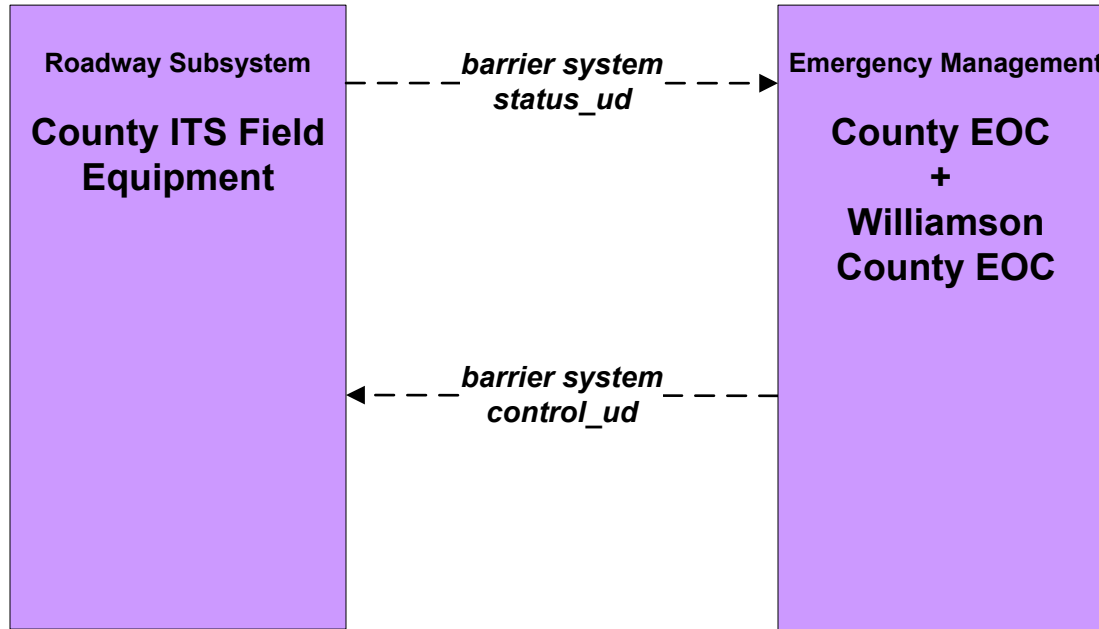 Roadway Subsystem
County ITS Field
Equipment
barrier system
status_ud
Emergency Management
County EOC
+
Williamson
County EOC
barrier system
control_ud